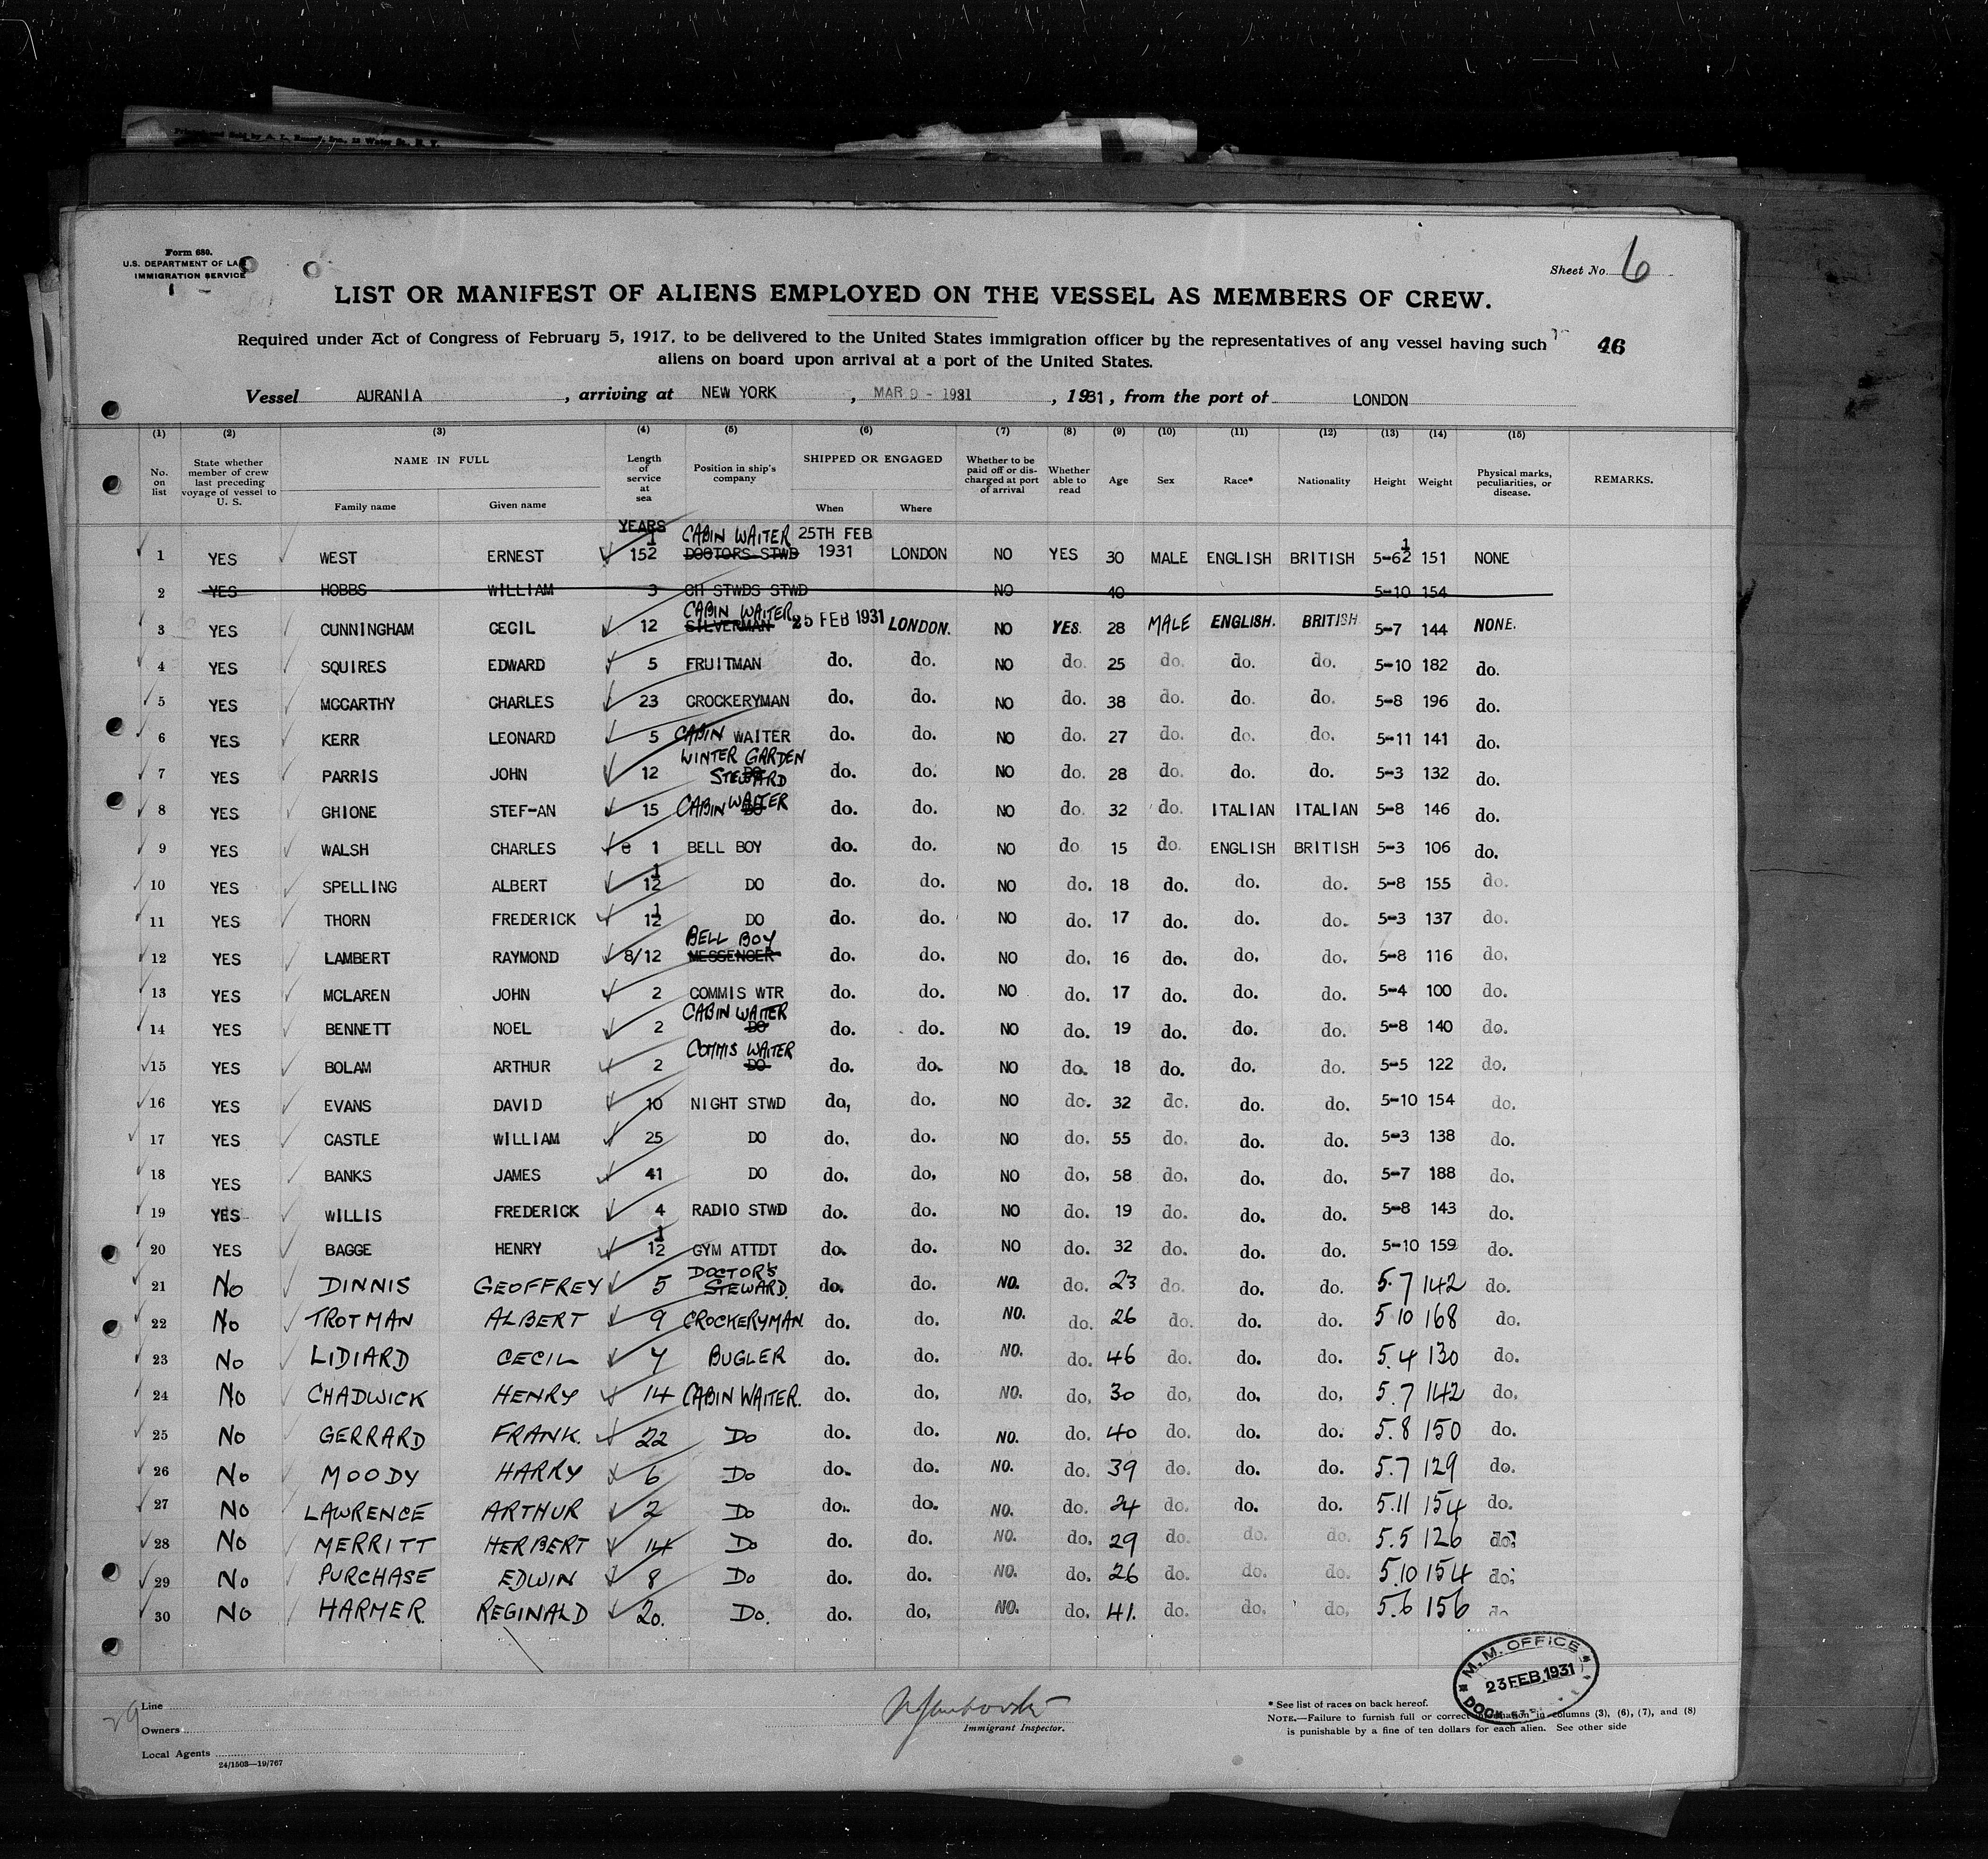 Form 680.
U.S. DEPARTMENT OF LA
IMMIGRATION SERVICE
Sheet No. 6
LIST OR MANIFEST OF ALIENS EMPLOYED ON THE VESSEL AS MEMBERS OF CREW.
Required under Act of Congress of February 5, 1917, to be delivered to the United States immigration officer by the representatives of any vessel having such
aliens on board upon arrival at a port of the United States.
46
Vessel AURANIA, arriving at NEW YORK, MAR 9 - 1931, 1931, from the port of LONDON
(1) (2) (3) (4) (5) (6) (7) (8) (9) (10) (11) (12) (13) (14) (15)
No. on list State whether member of crew last preceding voyage of vessel to U. S. NAME IN FULL Family name Given name Length of service at sea Position in ship's company SHIPPED OR ENGAGED When Where Whether to be paid off or discharged at port of arrival Whether able to read Age Sex Race* Nationality Height Weight Physical marks, peculiarities, or disease. REMARKS.
YEARS CABIN WAITER 25TH FEB
1 YES WEST ERNEST 15 1/2 DOCTORS STWD 1931 LONDON NO YES 30 MALE ENGLISH BRITISH 5-6 1/2 151 NONE
2 YES HOBBS WILLIAM 3 CH STWDS STWD NO 40 5-10 154
3 YES CUNNINGHAM CECIL 12 CABIN WAITER SILVERMAN 25 FEB 1931 LONDON. NO YES. 28 MALE ENGLISH. BRITISH 5-7 144 NONE.
4 YES SQUIRES EDWARD 5 FRUITMAN do. do. NO do. 25 do. do. do. 5-10 182 do.
5 YES MCCARTHY CHARLES 23 CROCKERYMAN do. do. NO do. 38 do. do. do. 5-8 196 do.
6 YES KERR LEONARD 5 CABIN WAITER do. do. NO do. 27 do. do. do. 5-11 141 do.
7 YES PARRIS JOHN 12 WINTER GARDEN STEWARD DO do. do. NO do. 28 do. do. do. 5-3 132 do.
8 YES GHIONE STEF-AN 15 CABIN WAITER DO do. do. NO do. 32 do. ITALIAN ITALIAN 5-8 146 do.
9 YES WALSH CHARLES 1 BELL BOY do. do. NO do 15 do. ENGLISH BRITISH 5-3 106 do.
10 YES SPELLING ALBERT 1/12 DO do. do. NO do. 18 do. do. do. 5-8 155 do.
11 YES THORN FREDERICK 1/12 DO do. do. NO do. 17 do. do. do. 5-3 137 do.
12 YES LAMBERT RAYMOND 8/12 BELL BOY MESSENGER do. do. NO do. 16 do. do. do. 5-8 116 do.
13 YES MCLAREN JOHN 2 COMMIS WTR do. do. NO do. 17 do. do. do. 5-4 100 do.
14 YES BENNETT NOEL 2 CABIN WAITER DO do. do. NO do. 19 do. do. do. 5-8 140 do.
15 YES BOLAM ARTHUR 2 COMMIS WAITER DO do. do. NO do. 18 do. do. do. 5-5 122 do.
16 YES EVANS DAVID 10 NIGHT STWD do, do. NO do. 32 do. do. do. 5-10 154 do.
17 YES CASTLE WILLIAM 25 DO do. do. NO do. 55 do. do. do. 5-3 138 do.
18 YES BANKS JAMES 41 DO do. do, NO do, 58 do. do. do. 5-7 188 do.
19 YES WILLIS FREDERICK 4 RADIO STWD do. do. NO do. 19 do. do. do. 5-8 143 do.
20 YES BAGGE HENRY 1/12 GYM ATTDT do. do. NO do. 32 do. do. do. 5-10 159 do.
21 No DINNIS GEOFFREY 5 DOCTOR'S STEWARD. do. do. NO. do. 23 do. do. do. 5.7 142 do.
22 No TROTMAN ALBERT 9 CROCKERYMAN do. do. NO. do. 26 do. do. do. 5 10 168 do.
23 No LIDIARD CECIL 7 BUGLER do. do. NO. do. 46 do. do. do. 5.4 130 do.
24 No CHADWICK HENRY 14 CABIN WAITER. do. do, NO. do, 30 do, do. do, 5.7 142 do.
25 No GERRARD FRANK. 22 Do do. do. NO. do. 40 do. do. do. 5.8 150 do.
26 No MOODY HARRY 6 Do do. do. NO. do. 39 do. do. do. 5.7 129 do.
27 No LAWRENCE ARTHUR 2 Do do. do. NO. do. 24 do. do. do. 5.11 154 do.
28 No MERRITT HERBERT 14 Do do. do. NO. do. 29 do. do. do. 5.5 126 do.
29 No PURCHASE EDWIN 8 Do do. do. NO. do. 26 do. do. do. 5.10 154 do.
30 No HARMER. REGINALD 20. Do. do. do, NO. do, 41. do. do. do, 5.6 156 do
M. M. OFFICE
23 FEB 1931
DOCK
29
Line
Owners
Local Agents
24/1503—19/767
Immigrant Inspector.
* See list of races on back hereof.
NOTE.—Failure to furnish full or correct information in columns (3), (6), (7), and (8)
is punishable by a fine of ten dollars for each alien. See other side